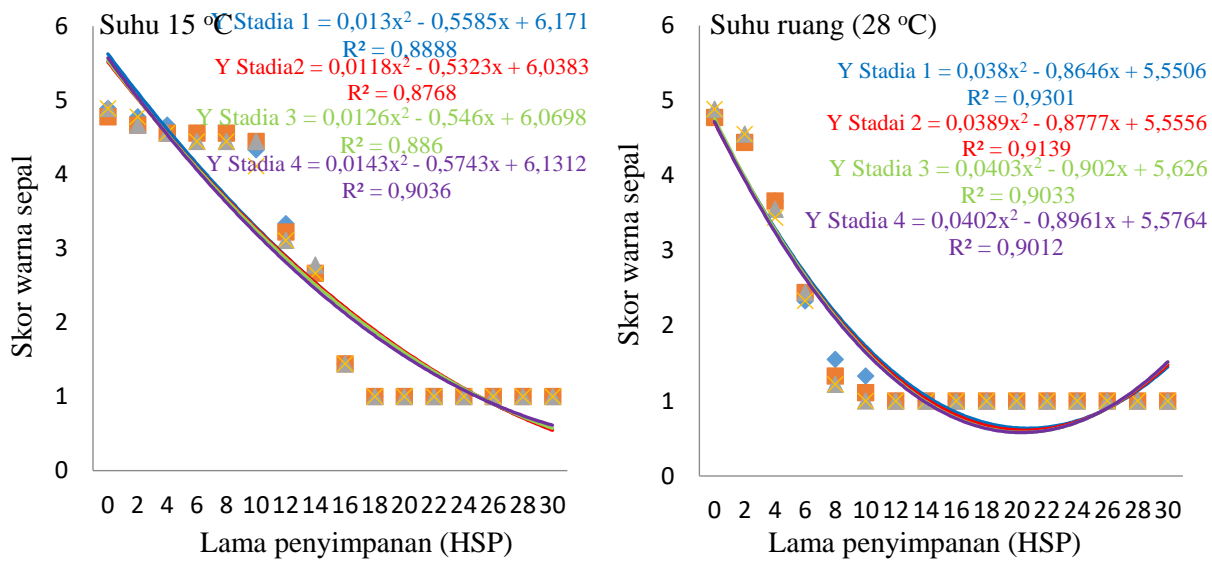 Suhu 15 °C
Y Stadia 1 = 0,013x² - 0,5585x + 6,171
R² = 0,8888
Y Stadia2 = 0,0118x² - 0,5323x + 6,0383
R² = 0,8768
Y Stadia 3 = 0,0126x² - 0,546x + 6,0698
R² = 0,886
Y Stadia 4 = 0,0143x² - 0,5743x + 6,1312
R² = 0,9036
Skor warna sepal
6
5
4
3
2
1
0
0 2 4 6 8 10 12 14 16 18 20 22 24 26 28 30
Lama penyimpanan (HSP)
Suhu ruang (28 °C)
Y Stadia 1 = 0,038x² - 0,8646x + 5,5506
R² = 0,9301
Y Stadai 2 = 0,0389x² - 0,8777x + 5,5556
R² = 0,9139
Y Stadia 3 = 0,0403x² - 0,902x + 5,626
R² = 0,9033
Y Stadia 4 = 0,0402x² - 0,8961x + 5,5764
R² = 0,9012
Skor warna sepal
6
5
4
3
2
1
0
0 2 4 6 8 10 12 14 16 18 20 22 24 26 28 30
Lama penyimpanan (HSP)